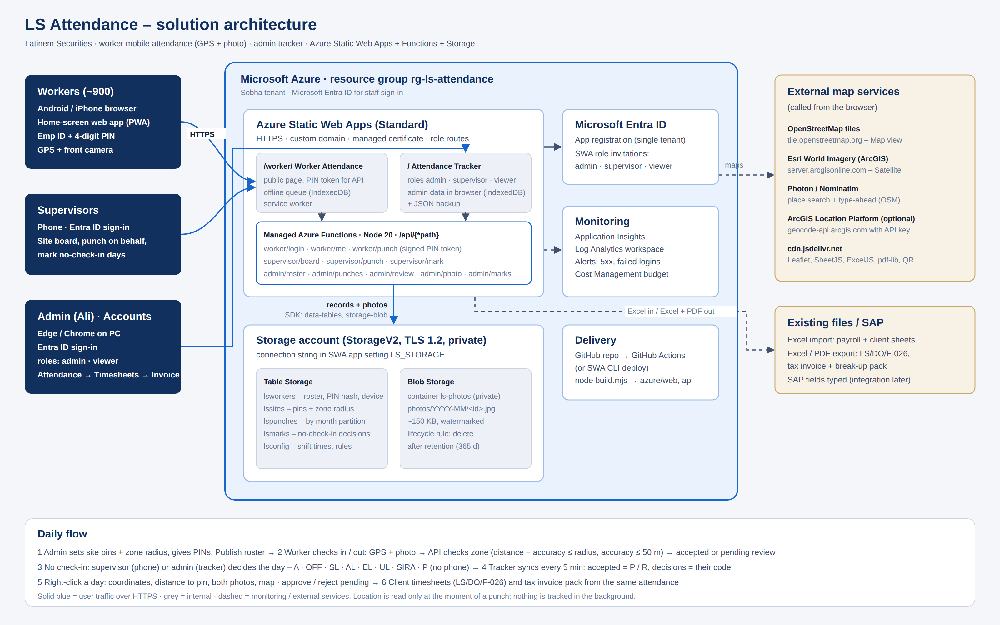 LS Attendance – solution architecture
Latinem Securities · worker mobile attendance (GPS + photo) · admin tracker · Azure Static Web Apps + Functions + Storage
Workers (~900)
Android / iPhone browser
Home-screen web app (PWA)
Emp ID + 4-digit PIN
GPS + front camera
Supervisors
Phone · Entra ID sign-in
Site board, punch on behalf,
mark no-check-in days
Admin (Ali) · Accounts
Edge / Chrome on PC
Entra ID sign-in
roles: admin · viewer
Attendance → Timesheets → Invoice
HTTPS
Microsoft Azure · resource group rg-ls-attendance
Sobha tenant · Microsoft Entra ID for staff sign-in
Azure Static Web Apps (Standard)
HTTPS · custom domain · managed certificate · role routes
/worker/ Worker Attendance
public page, PIN token for API
offline queue (IndexedDB)
service worker
/ Attendance Tracker
roles admin · supervisor · viewer
admin data in browser (IndexedDB)
+ JSON backup
Managed Azure Functions · Node 20 · /api/{*path}
worker/login · worker/me · worker/punch (signed PIN token)
supervisor/board · supervisor/punch · supervisor/mark
admin/roster · admin/punches · admin/review · admin/photo · admin/marks
records + photos
SDK: data-tables, storage-blob
Storage account (StorageV2, TLS 1.2, private)
connection string in SWA app setting LS_STORAGE
Table Storage
lsworkers – roster, PIN hash, device
lssites – pins + zone radius
lspunches – by month partition
lsmarks – no-check-in decisions
lsconfig – shift times, rules
Blob Storage
container ls-photos (private)
photos/YYYY-MM/<id>.jpg
~150 KB, watermarked
lifecycle rule: delete
after retention (365 d)
Microsoft Entra ID
App registration (single tenant)
SWA role invitations:
admin · supervisor · viewer
Monitoring
Application Insights
Log Analytics workspace
Alerts: 5xx, failed logins
Cost Management budget
Excel in / Excel + PDF out
Delivery
GitHub repo → GitHub Actions
(or SWA CLI deploy)
node build.mjs → azure/web, api
maps
External map services
(called from the browser)
OpenStreetMap tiles
tile.openstreetmap.org – Map view
Esri World Imagery (ArcGIS)
server.arcgisonline.com – Satellite
Photon / Nominatim
place search + type-ahead (OSM)
ArcGIS Location Platform (optional)
geocode-api.arcgis.com with API key
cdn.jsdelivr.net
Leaflet, SheetJS, ExcelJS, pdf-lib, QR
Existing files / SAP
Excel import: payroll + client sheets
Excel / PDF export: LS/DO/F-026,
tax invoice + break-up pack
SAP fields typed (integration later)
Daily flow
1 Admin sets site pins + zone radius, gives PINs, Publish roster → 2 Worker checks in / out: GPS + photo → API checks zone (distance − accuracy ≤ radius, accuracy ≤ 50 m) → accepted or pending review
3 No check-in: supervisor (phone) or admin (tracker) decides the day – A · OFF · SL · AL · EL · UL · SIRA · P (no phone) → 4 Tracker syncs every 5 min: accepted = P / R, decisions = their code
5 Right-click a day: coordinates, distance to pin, both photos, map · approve / reject pending → 6 Client timesheets (LS/DO/F-026) and tax invoice pack from the same attendance
Solid blue = user traffic over HTTPS · grey = internal · dashed = monitoring / external services. Location is read only at the moment of a punch; nothing is tracked in the background.